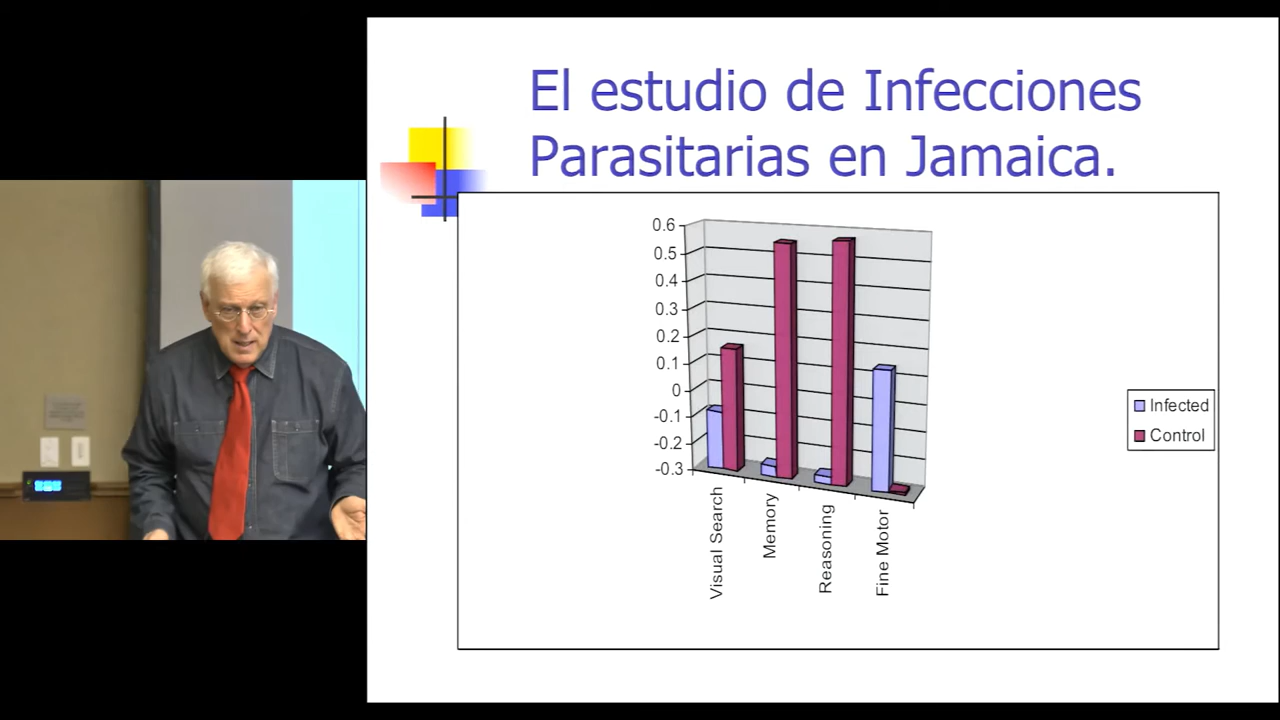 El estudio de Infecciones
Parasitarias en Jamaica.
0.6
0.5
0.4
0.3
0.2
0.1
0
-0.1
-0.2
-0.3
Visual Search
Memory
Reasoning
Fine Motor
Infected
Control